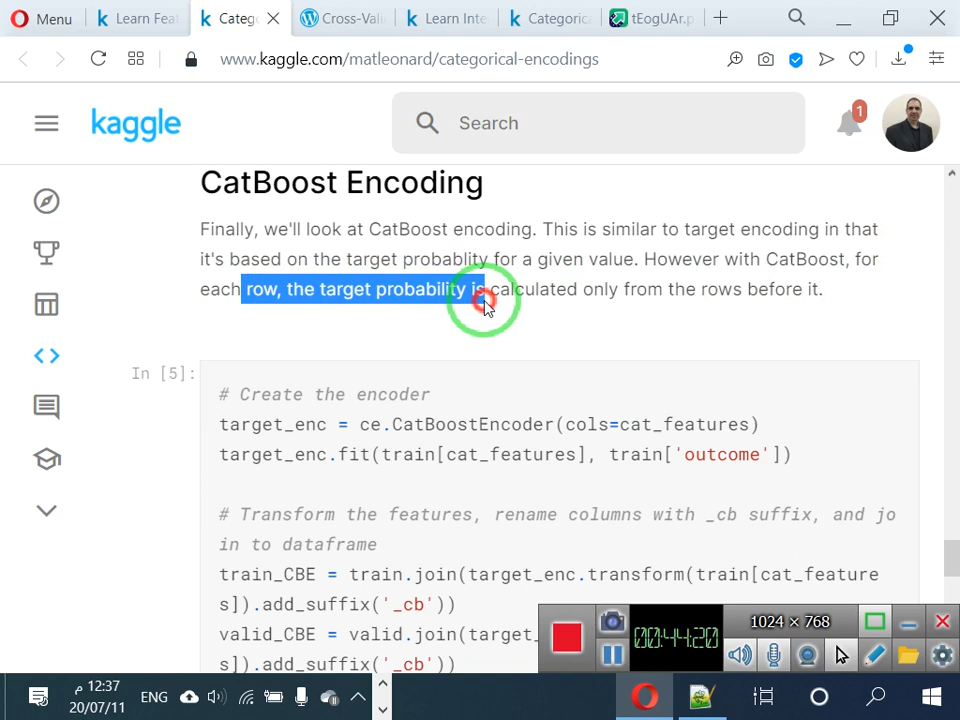 Menu
Learn Fea
Catego
Cross-Vali
Learn Inte
Categorica
tEogUAr.p
www.kaggle.com/matleonard/categorical-encodings
kaggle
Search
1
CatBoost Encoding
Finally, we'll look at CatBoost encoding. This is similar to target encoding in that
it's based on the target probablity for a given value. However with CatBoost, for
each row, the target probability is calculated only from the rows before it.
In [5]:
# Create the encoder
target_enc = ce.CatBoostEncoder(cols=cat_features)
target_enc.fit(train[cat_features], train['outcome'])
# Transform the features, rename columns with _cb suffix, and jo
in to dataframe
train_CBE = train.join(target_enc.transform(train[cat_feature
s]).add_suffix('_cb'))
valid_CBE = valid.join(target_
s]).add_suffix('_cb'))
1024 × 768
00:44:20
12:37 م
20/07/11
ENG